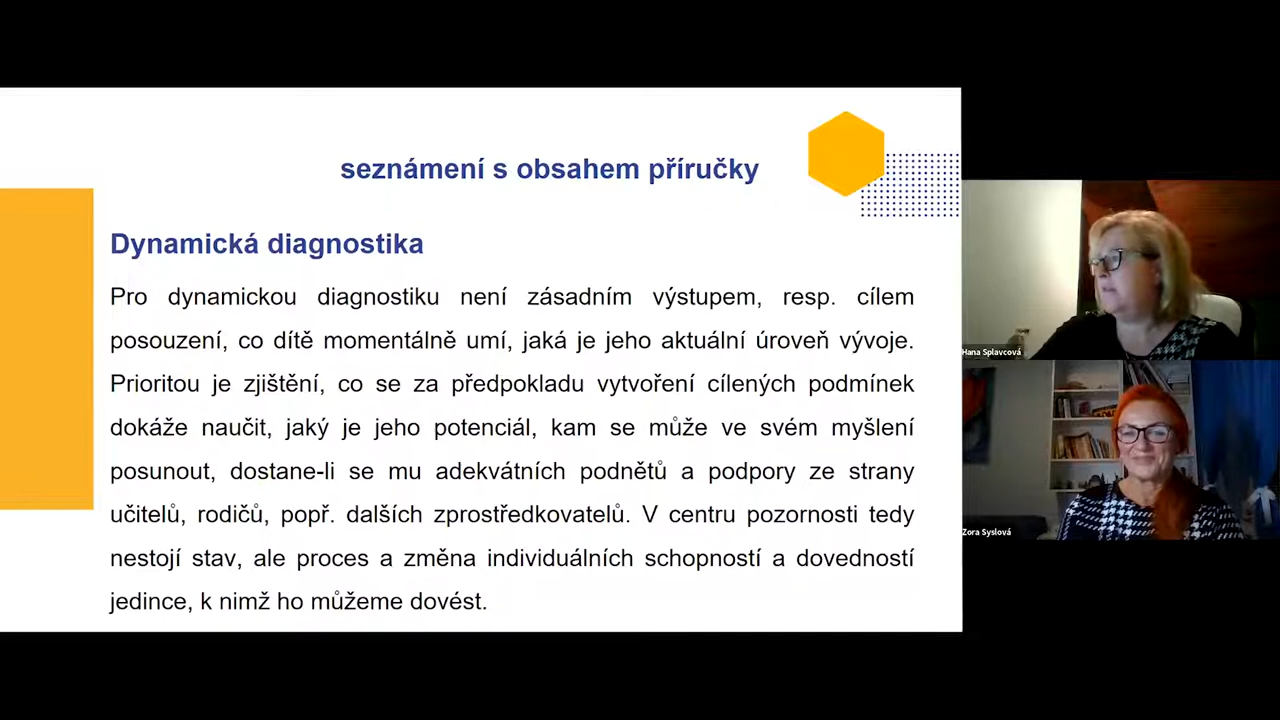 seznámení s obsahem příručky
Dynamická diagnostika
Pro dynamickou diagnostiku není zásadním výstupem, resp. cílem
posouzení, co dítě momentálně umí, jaká je jeho aktuální úroveň vývoje.
Prioritou je zjištění, co se za předpokladu vytvoření cílených podmínek
dokáže naučit, jaký je jeho potenciál, kam se může ve svém myšlení
posunout, dostane-li se mu adekvátních podnětů a podpory ze strany
učitelů, rodičů, popř. dalších zprostředkovatelů. V centru pozornosti tedy
nestojí stav, ale proces a změna individuálních schopností a dovedností
jedince, k nimž ho můžeme dovést.
Hana Splavcová
Zora Syslová